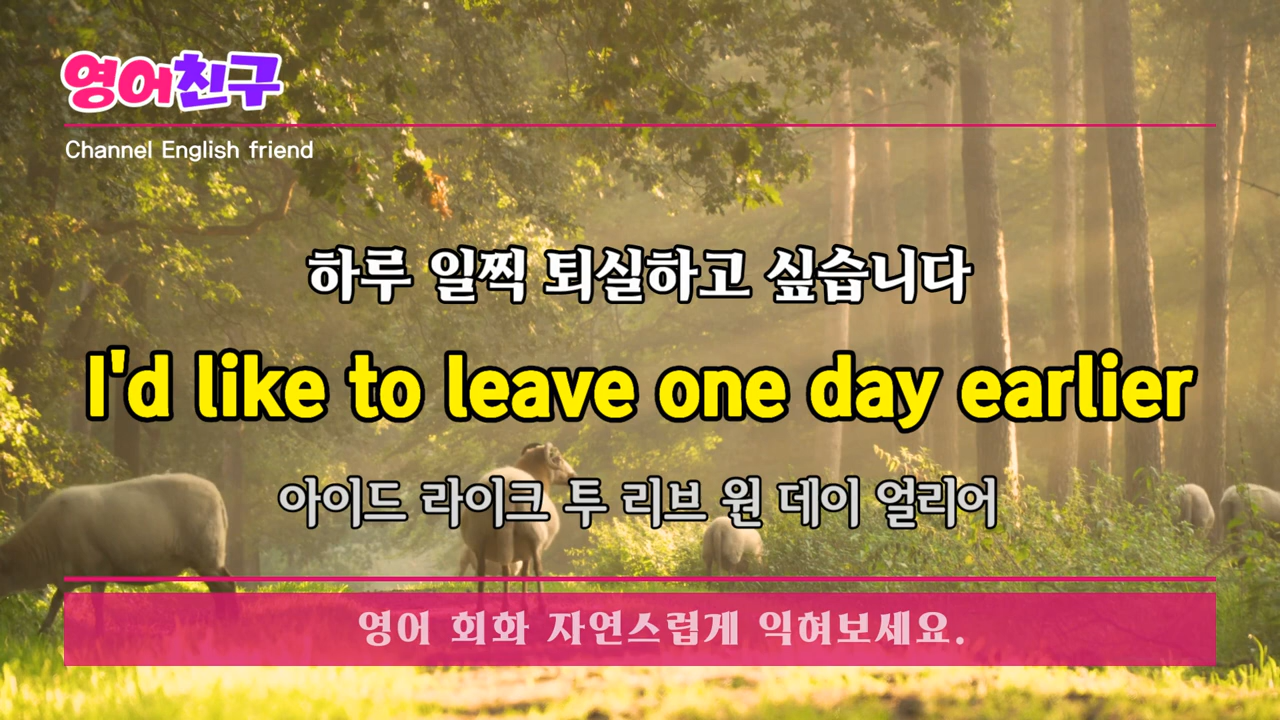 영어친구
Channel English friend
하루 일찍 퇴실하고 싶습니다
I'd like to leave one day earlier
아이드 라이크 투 리브 원 데이 얼리어
영어 회화 자연스럽게 익혀보세요.